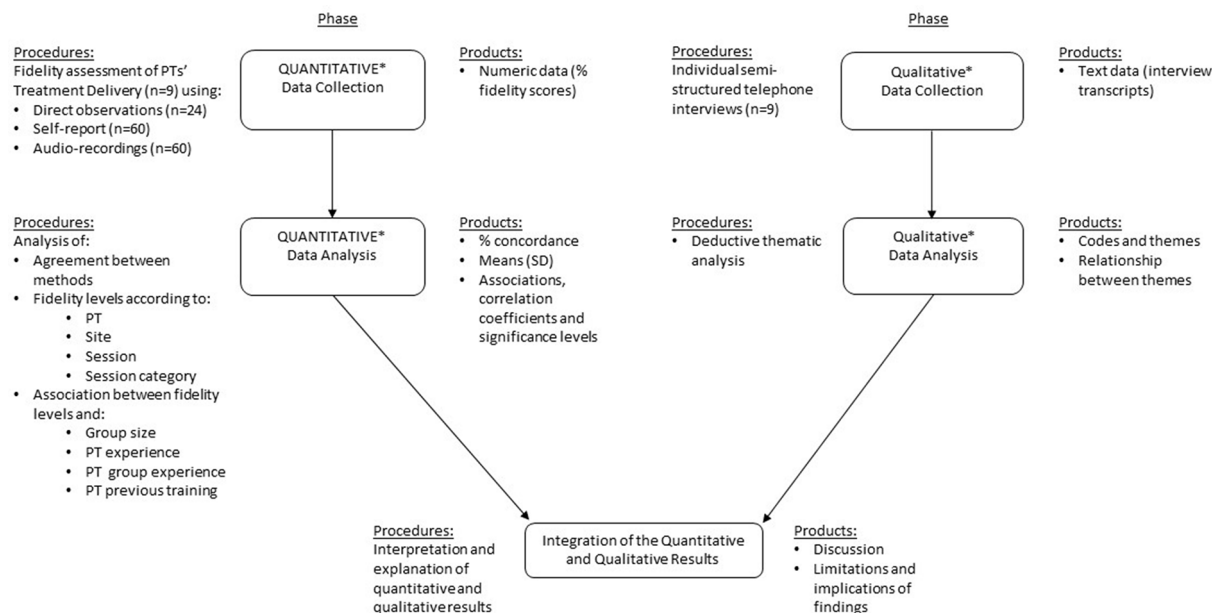 Phase
Phase
Procedures:
Fidelity assessment of PTs'
Treatment Delivery (n=9) using:
• Direct observations (n=24)
• Self-report (n=60)
• Audio-recordings (n=60)
QUANTITATIVE*
Data Collection
Products:
• Numeric data (%
fidelity scores)
Procedures:
Individual semi-
structured telephone
interviews (n=9)
Qualitative*
Data Collection
Products:
• Text data (interview
transcripts)
Procedures:
Analysis of:
• Agreement between
methods
• Fidelity levels according to:
• PT
• Site
• Session
• Session category
• Association between fidelity
levels and:
• Group size
• PT experience
• PT group experience
• PT previous training
QUANTITATIVE*
Data Analysis
Products:
• % concordance
• Means (SD)
• Associations,
correlation
coefficients and
significance levels
Procedures:
• Deductive thematic
analysis
Qualitative*
Data Analysis
Products:
• Codes and themes
• Relationship
between themes
Procedures:
Interpretation and
explanation of
quantitative and
qualitative results
Integration of the Quantitative
and Qualitative Results
Products:
• Discussion
• Limitations and
implications of
findings